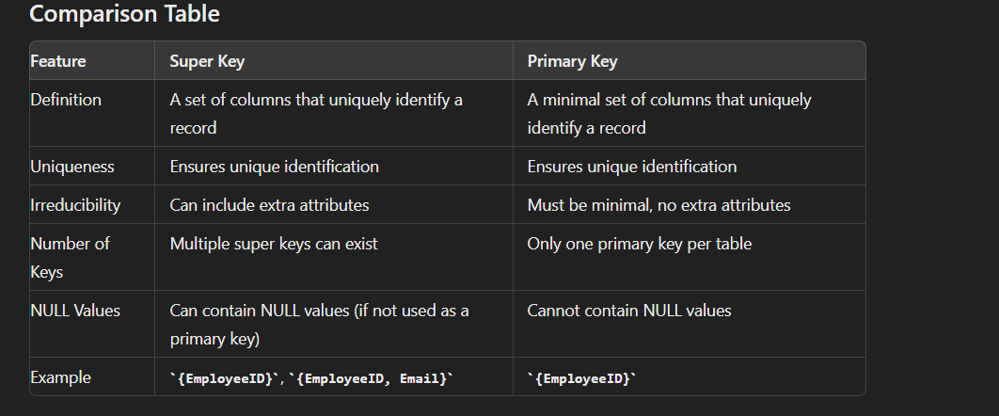 Comparison Table
Feature Super Key Primary Key
Definition A set of columns that uniquely identify a A minimal set of columns that uniquely
record identify a record
Uniqueness Ensures unique identification Ensures unique identification
Irreducibility Can include extra attributes Must be minimal, no extra attributes
Number of Multiple super keys can exist Only one primary key per table
Keys
NULL Values Can contain NULL values (if not used as a Cannot contain NULL values
primary key)
Example `{EmployeeID}`, `{EmployeeID, Email}` `{EmployeeID}`